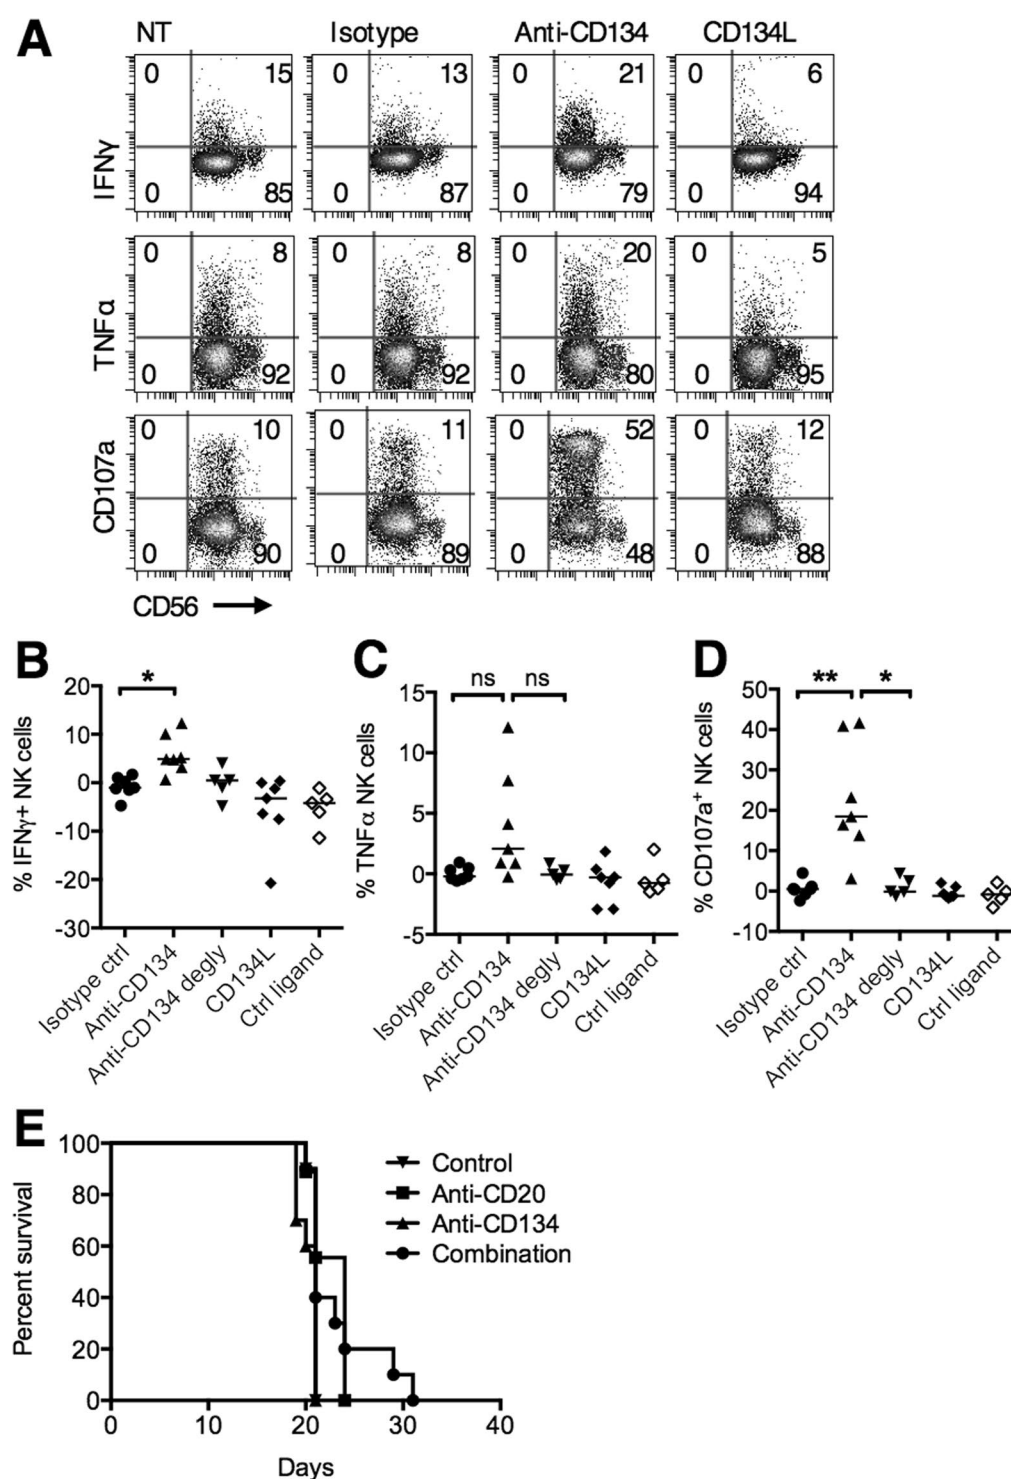 A
NT Isotype Anti-CD134 CD134L
IFNγ
0 15 0 13 0 21 0 6
0 85 0 87 0 79 0 94
TNFα
0 8 0 8 0 20 0 5
0 92 0 92 0 80 0 95
CD107a
0 10 0 11 0 52 0 12
0 90 0 89 0 48 0 88
CD56
B
% IFNγ+ NK cells
20
10
0
-10
-20
-30
*
Isotype ctrl
Anti-CD134
Anti-CD134 degly
CD134L
Ctrl ligand
C
% TNFα NK cells
15
10
5
0
-5
ns ns
Isotype ctrl
Anti-CD134
Anti-CD134 degly
CD134L
Ctrl ligand
D
% CD107a+ NK cells
50
40
30
20
10
0
-10
** *
Isotype ctrl
Anti-CD134
Anti-CD134 degly
CD134L
Ctrl ligand
E
Percent survival
100
80
60
40
20
0
0 10 20 30 40
Days
Control
Anti-CD20
Anti-CD134
Combination